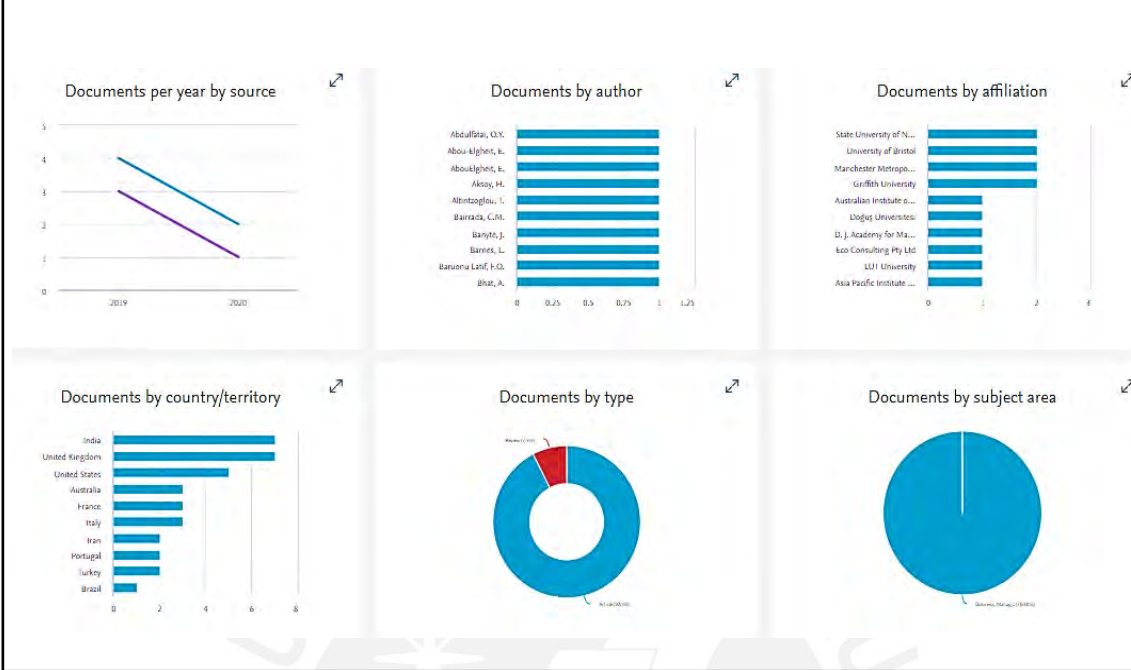 Documents per year by source
5
4
3
2
1
0
2019 2020
Documents by author
Abdulfatai, O.Y.
Abou-Elgheit, E.
AbouElgheit, E.
Aksoy, H.
Altintzoglou, T.
Bairrada, C.M.
Banyte, J.
Barnes, L.
Baruonu Latif, F.O.
Bhat, A.
0 0.25 0.5 0.75 1 1.25
Documents by affiliation
State University of N...
University of Bristol
Manchester Metropo...
Griffith University
Australian Institute o...
Doguş Üniversitesi
D. J. Academy for Ma...
Eco Consulting Pty Ltd
LUT University
Asia Pacific Institute ...
0 1 2 3
Documents by country/territory
India
United Kingdom
United States
Australia
France
Italy
Iran
Portugal
Turkey
Brazil
0 2 4 6 8
Documents by type
Documents by subject area